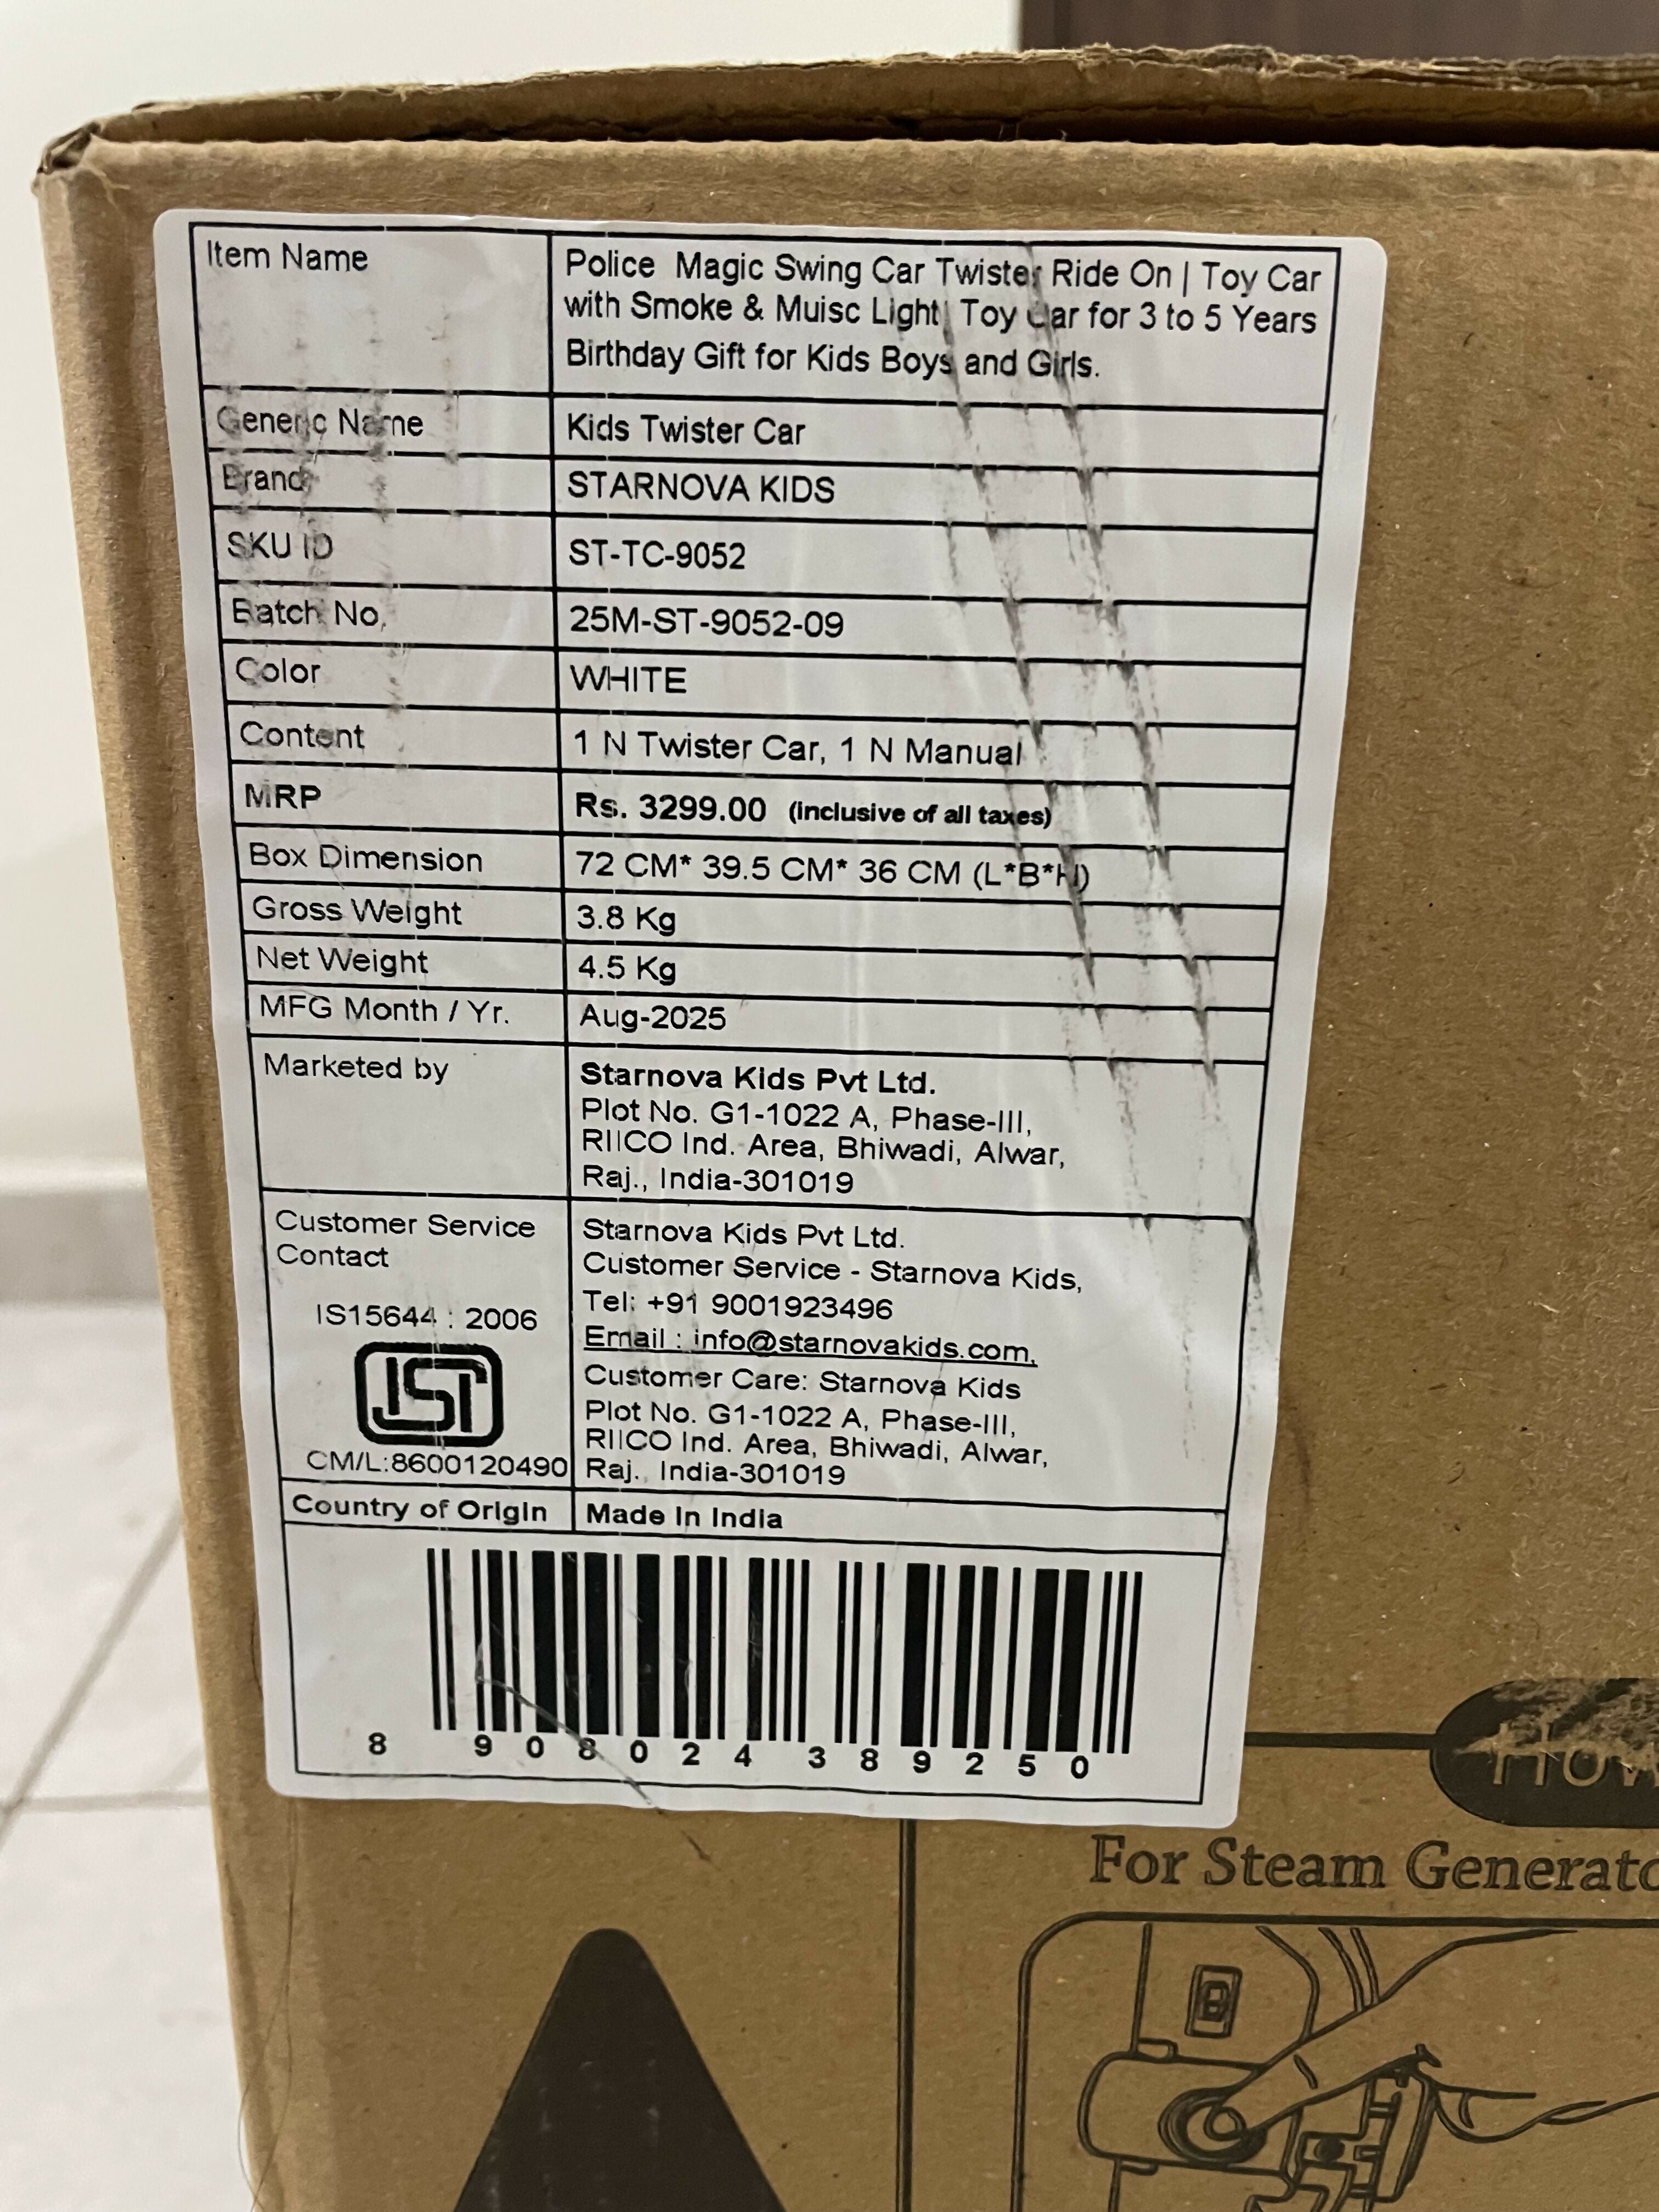 Item Name
Police Magic Swing Car Twister Ride On | Toy Car
with Smoke & Muisc Light| Toy Car for 3 to 5 Years
Birthday Gift for Kids Boys and Girls.
Generic Name
Kids Twister Car
Brand
STARNOVA KIDS
SKU ID
ST-TC-9052
Batch No.
25M-ST-9052-09
Color
WHITE
Content
1 N Twister Car, 1 N Manual
MRP
Rs. 3299.00 (inclusive of all taxes)
Box Dimension
72 CM* 39.5 CM* 36 CM (L*B*H)
Gross Weight
3.8 Kg
Net Weight
4.5 Kg
MFG Month / Yr.
Aug-2025
Marketed by
Starnova Kids Pvt Ltd.
Plot No. G1-1022 A, Phase-III,
RIICO Ind. Area, Bhiwadi, Alwar,
Raj., India-301019
Customer Service
Contact
IS15644 : 2006
ISI
CM/L:8600120490
Starnova Kids Pvt Ltd.
Customer Service - Starnova Kids,
Tel: +91 9001923496
Email : info@starnovakids.com,
Customer Care: Starnova Kids
Plot No. G1-1022 A, Phase-III,
RIICO Ind. Area, Bhiwadi, Alwar,
Raj., India-301019
Country of Origin
Made In India
8 908024 389250
For Steam